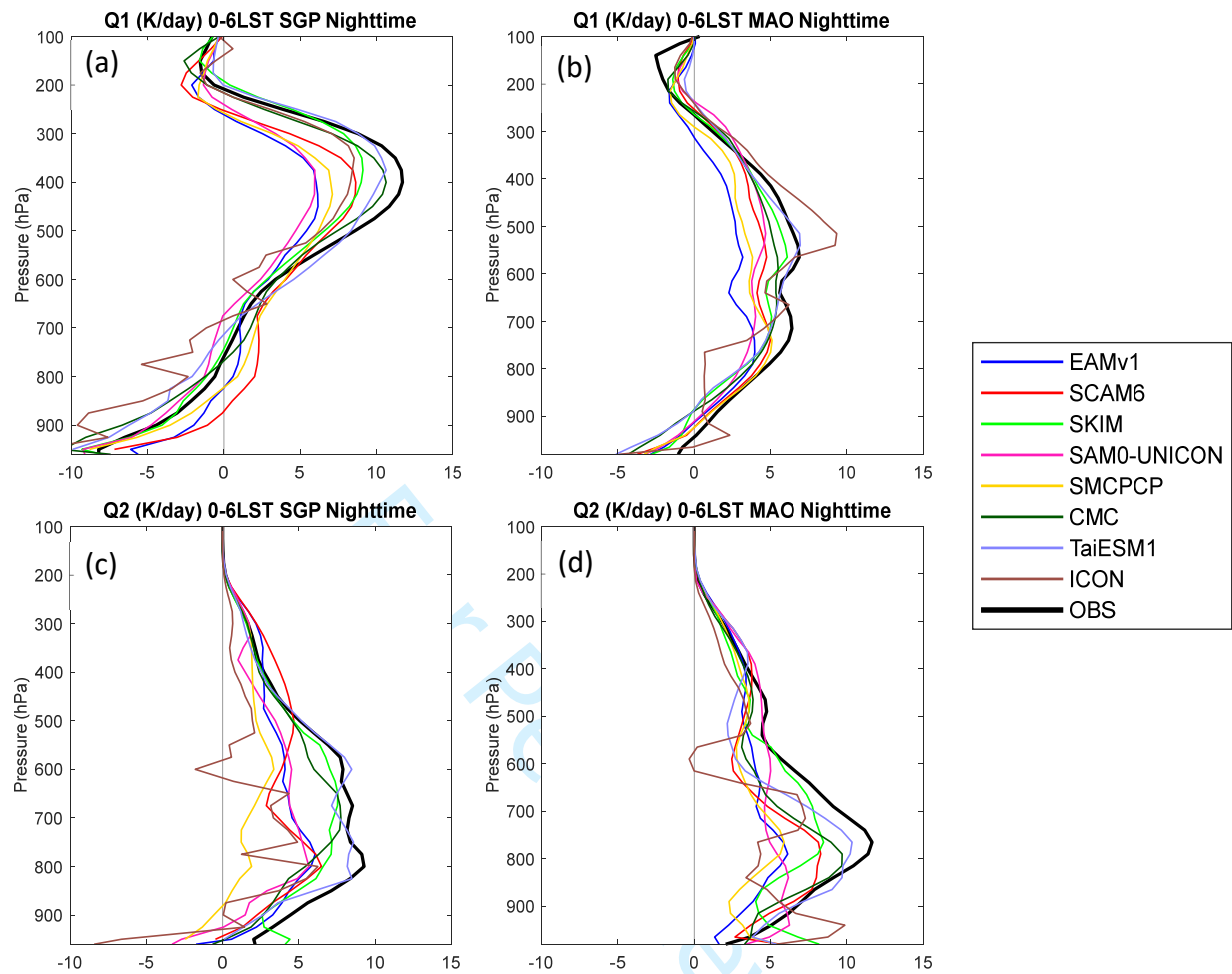 Q1 (K/day) 0-6LST SGP Nighttime
(a)
Pressure (hPa)
100
200
300
400
500
600
700
800
900
-10 -5 0 5 10 15
Q1 (K/day) 0-6LST MAO Nighttime
(b)
Pressure (hPa)
100
200
300
400
500
600
700
800
900
-10 -5 0 5 10 15
Q2 (K/day) 0-6LST SGP Nighttime
(c)
Pressure (hPa)
100
200
300
400
500
600
700
800
900
-10 -5 0 5 10 15
Q2 (K/day) 0-6LST MAO Nighttime
(d)
Pressure (hPa)
100
200
300
400
500
600
700
800
900
-10 -5 0 5 10 15
EAMv1
SCAM6
SKIM
SAM0-UNICON
SMCPCP
CMC
TaiESM1
ICON
OBS